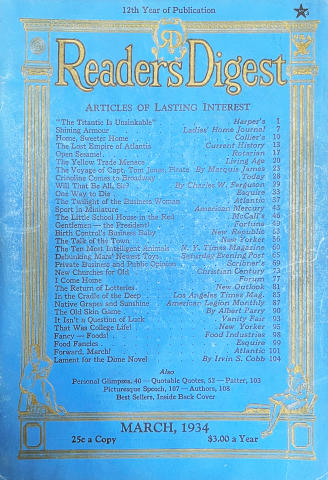 12th Year of Publication
RD
Readers Digest
ARTICLES OF LASTING INTEREST
"The Titantic Is Unsinkable" Harper's 1
Shining Armour Ladies' Home Journal 7
Home, Sweeter Home Collier's 10
The Lost Empire of Atlantis Current History 13
Open Sesame! Rotarian 17
The Yellow Trade Menace Living Age 20
The Voyage of Capt. Tom Jones, Pirate By Marquis James 23
Crinoline Comes to Broadway Today 28
Will That Be All, Sir? By Charles W. Ferguson 29
One Way to Die Esquire 33
The Twilight of the Business Woman Atlantic 37
Sport in Miniature American Mercury 43
The Little School House in the Red McCall's 46
Gentlemen — the President! Fortune 49
Birth Control's Business Baby New Republic 53
The Talk of the Town New Yorker 56
The Ten Most Intelligent Animals N. Y. Times Magazine 60
Debunking Mars' Newest Toys Saturday Evening Post 65
Private Business and Public Opinion Scribner's 69
New Churches for Old Christian Century 73
I Come Home Forum 77
The Return of Lotteries New Outlook 81
In the Cradle of the Deep Los Angeles Times Mag. 85
Native Grapes and Sunshine American Legion Monthly 87
The Old Skin Game By Albert Parry 90
It Isn't a Question of Luck Vanity Fair 93
That Was College Life! New Yorker 95
Fancy — Foods! Food Industries 98
Food Fancies Esquire 99
Forward, March! Atlantic 101
Lament for the Dime Novel By Irvin S. Cobb 104
Also
Personal Glimpses, 40 — Quotable Quotes, 52 — Patter, 103
Picturesque Speech, 107 — Authors, 108
Best Sellers, Inside Back Cover
MARCH, 1934
25c a Copy $3.00 a Year